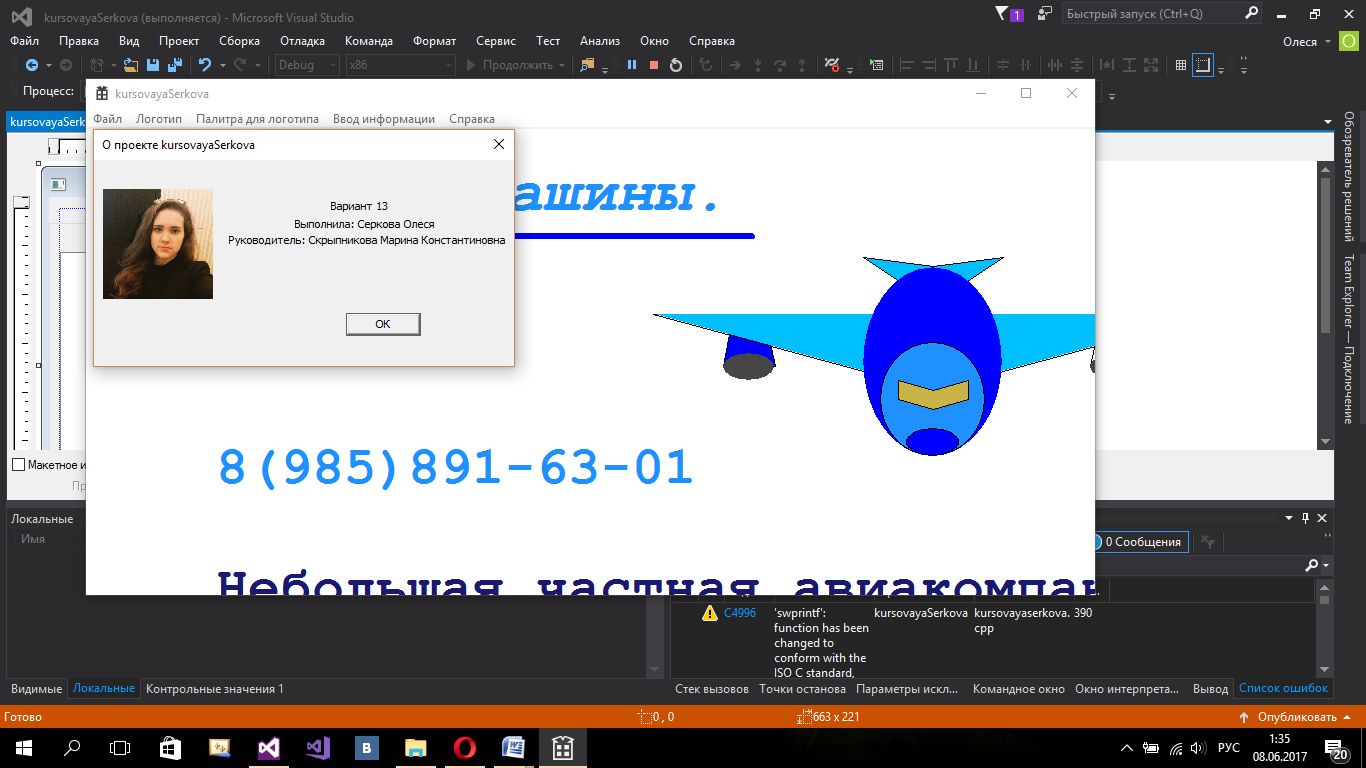 kursovayaSerkova (выполняется) - Microsoft Visual Studio
1
Быстрый запуск (Ctrl+Q)
Файл Правка Вид Проект Сборка Отладка Команда Формат Сервис Тест Анализ Окно Справка
Олеся
О
Debug x86 Продолжить
Процесс:
kursovayaSerk
kursovayaSerkova
Файл Логотип Палитра для логотипа Ввод информации Справка
О проекте kursovayaSerkova
Вариант 13
Выполнила: Серкова Олеся
Руководитель: Скрыпникова Марина Константиновна
OK
ашины.
8(985)891-63-01
Небольшая частная авиакомпан
Обозреватель решений
Team Explorer — Подключение
Макетное и
Пр
Локальные
Имя
0 Сообщения
C4996
'swprintf':
function has been
changed to
conform with the
ISO C standard,
kursovayaSerkova
kursovayaserkova.
cpp
390
Видимые Локальные Контрольные значения 1
Стек вызовов Точки останова Параметры искл... Командное окно Окно интерпрета... Вывод Список ошибок
Готово
0 , 0
663 x 221
Опубликовать
B
W
РУС
1:35
08.06.2017
20